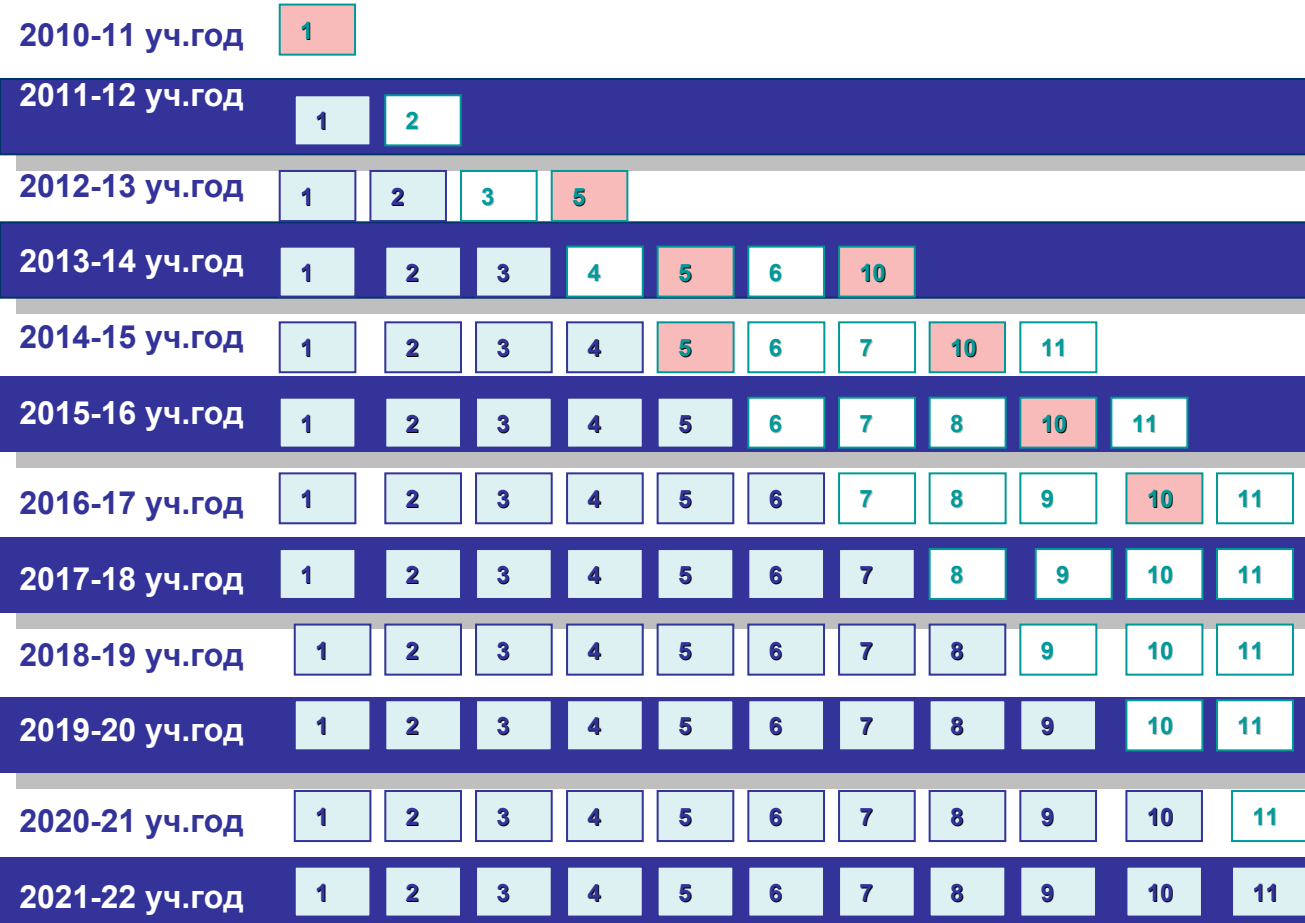 2010-11 уч.год 1
2011-12 уч.год 1 2
2012-13 уч.год 1 2 3 5
2013-14 уч.год 1 2 3 4 5 6 10
2014-15 уч.год 1 2 3 4 5 6 7 10 11
2015-16 уч.год 1 2 3 4 5 6 7 8 10 11
2016-17 уч.год 1 2 3 4 5 6 7 8 9 10 11
2017-18 уч.год 1 2 3 4 5 6 7 8 9 10 11
2018-19 уч.год 1 2 3 4 5 6 7 8 9 10 11
2019-20 уч.год 1 2 3 4 5 6 7 8 9 10 11
2020-21 уч.год 1 2 3 4 5 6 7 8 9 10 11
2021-22 уч.год 1 2 3 4 5 6 7 8 9 10 11